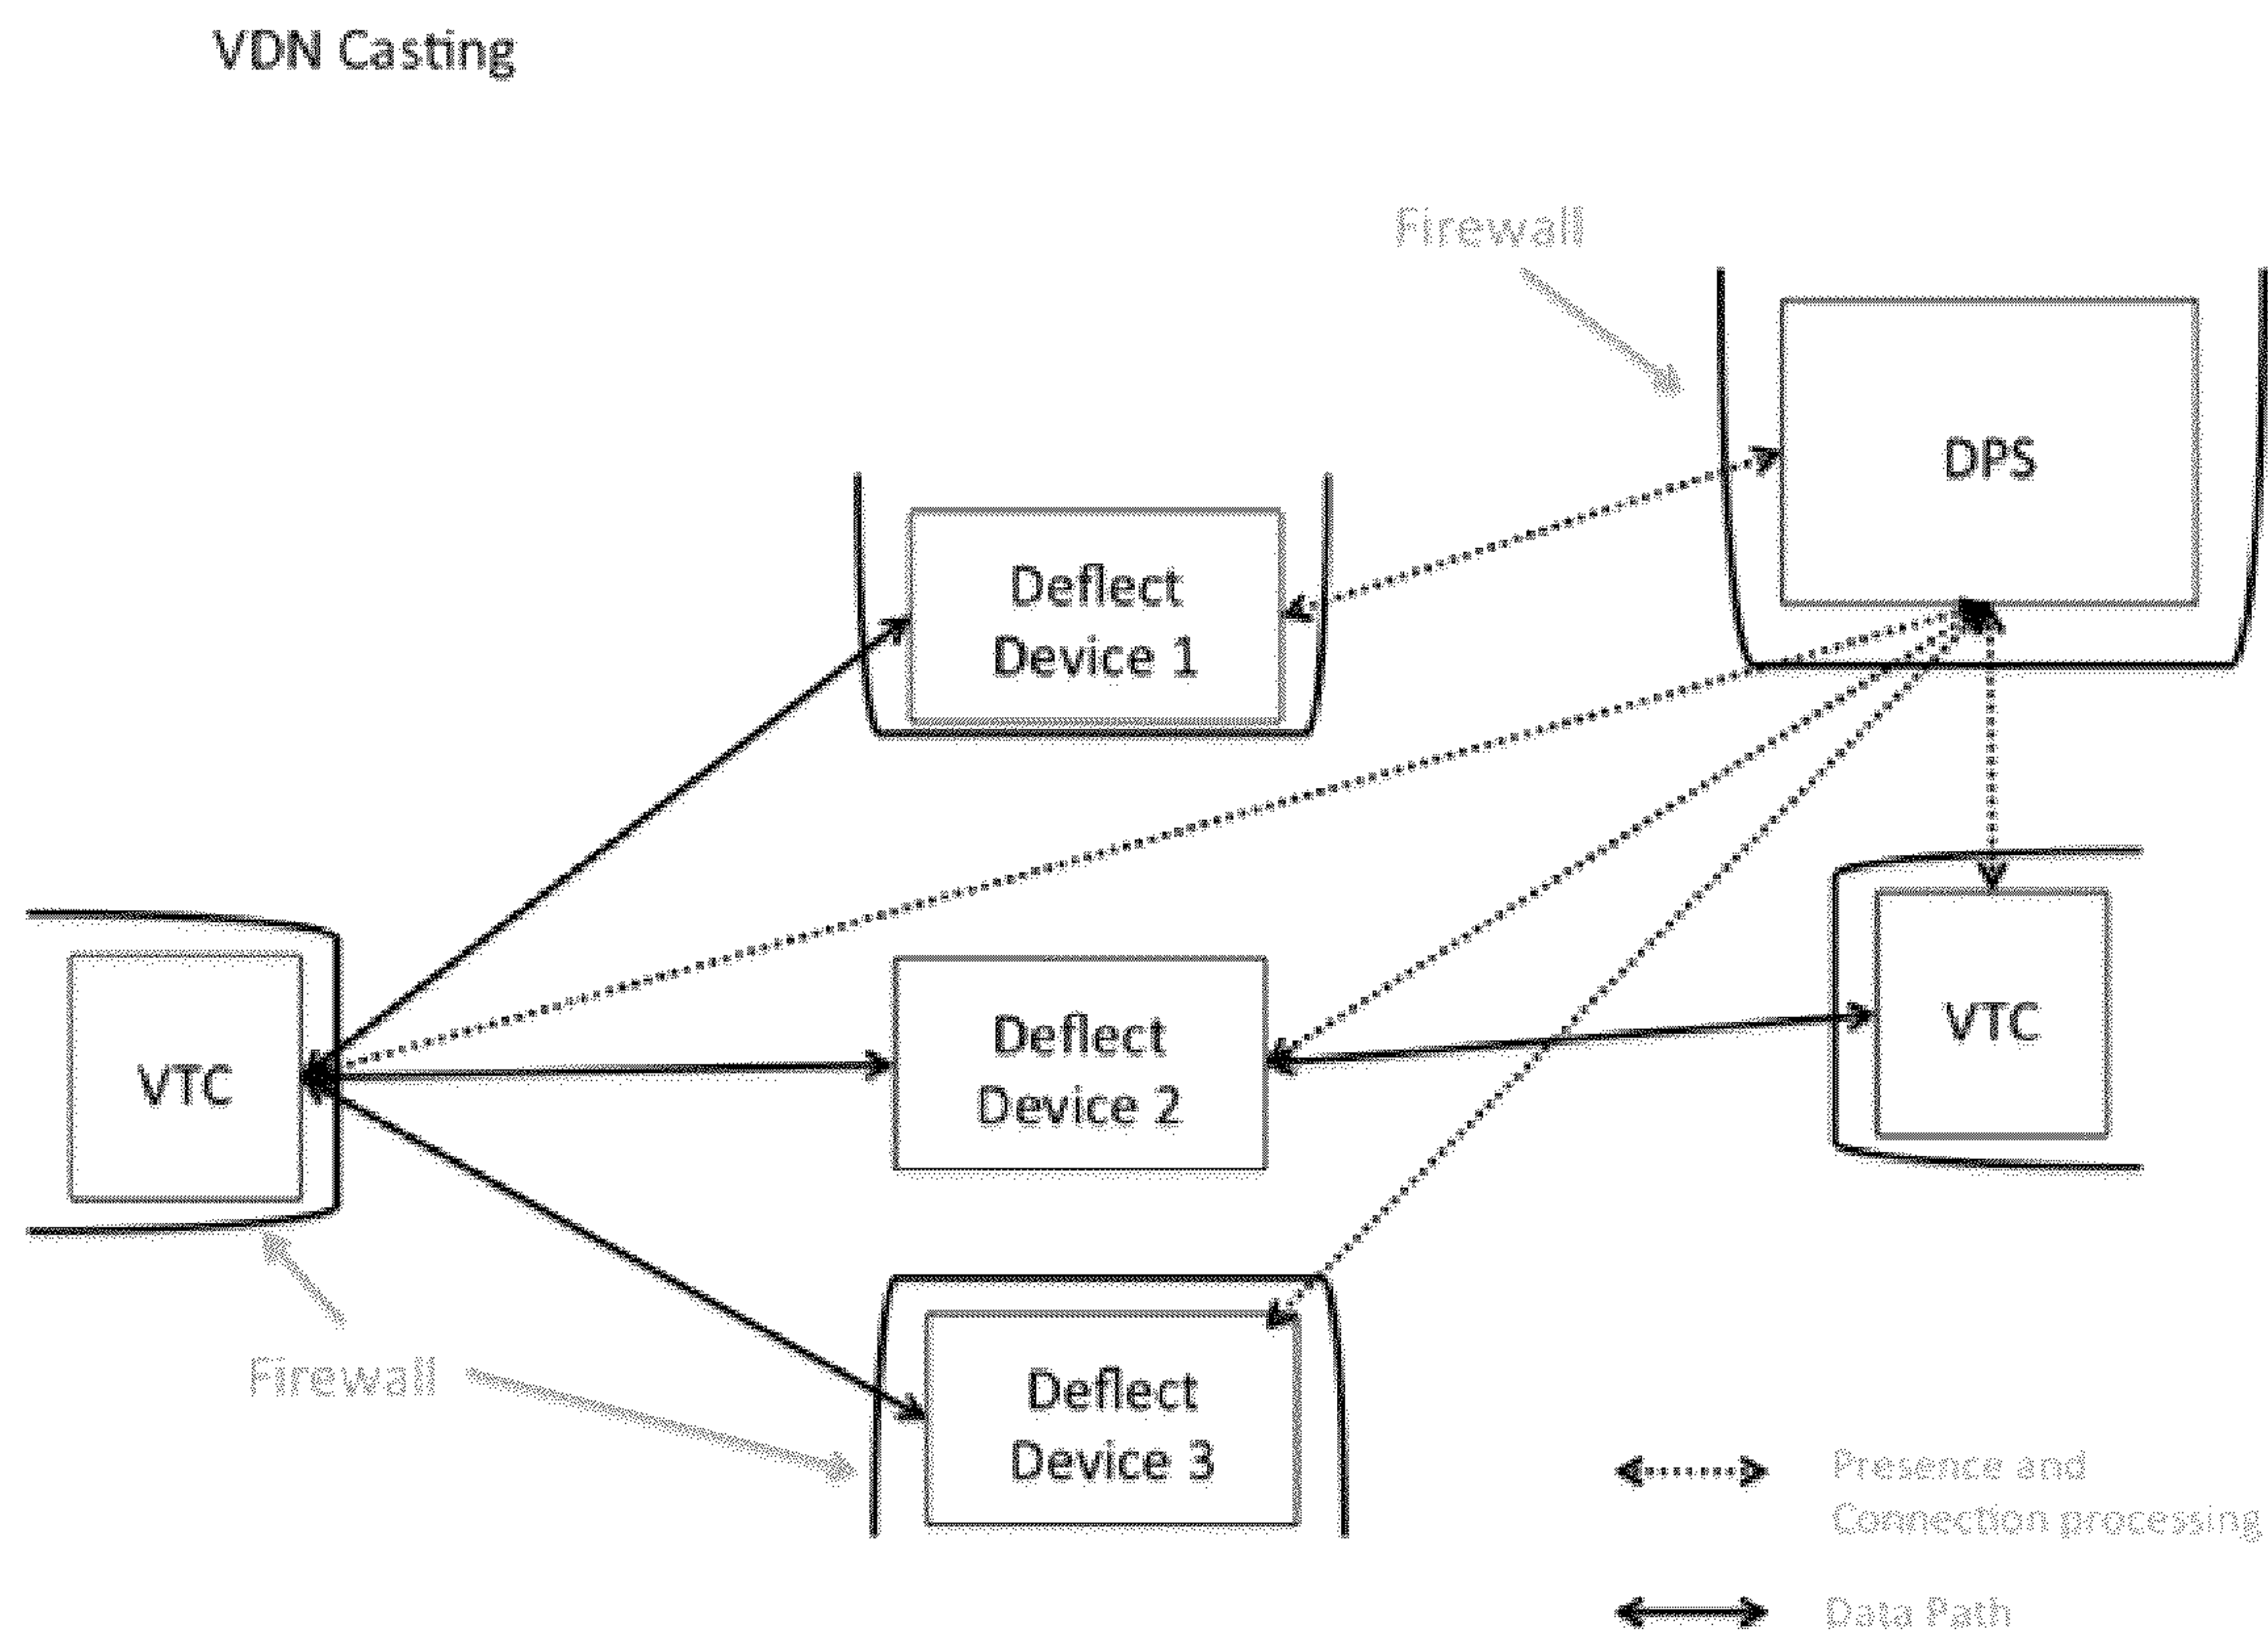 VDN Casting
Firewall
DPS
Deflect
Device 1
VTC
Deflect
Device 2
VTC
Firewall
Deflect
Device 3
Presence and
Connection processing
Data Path